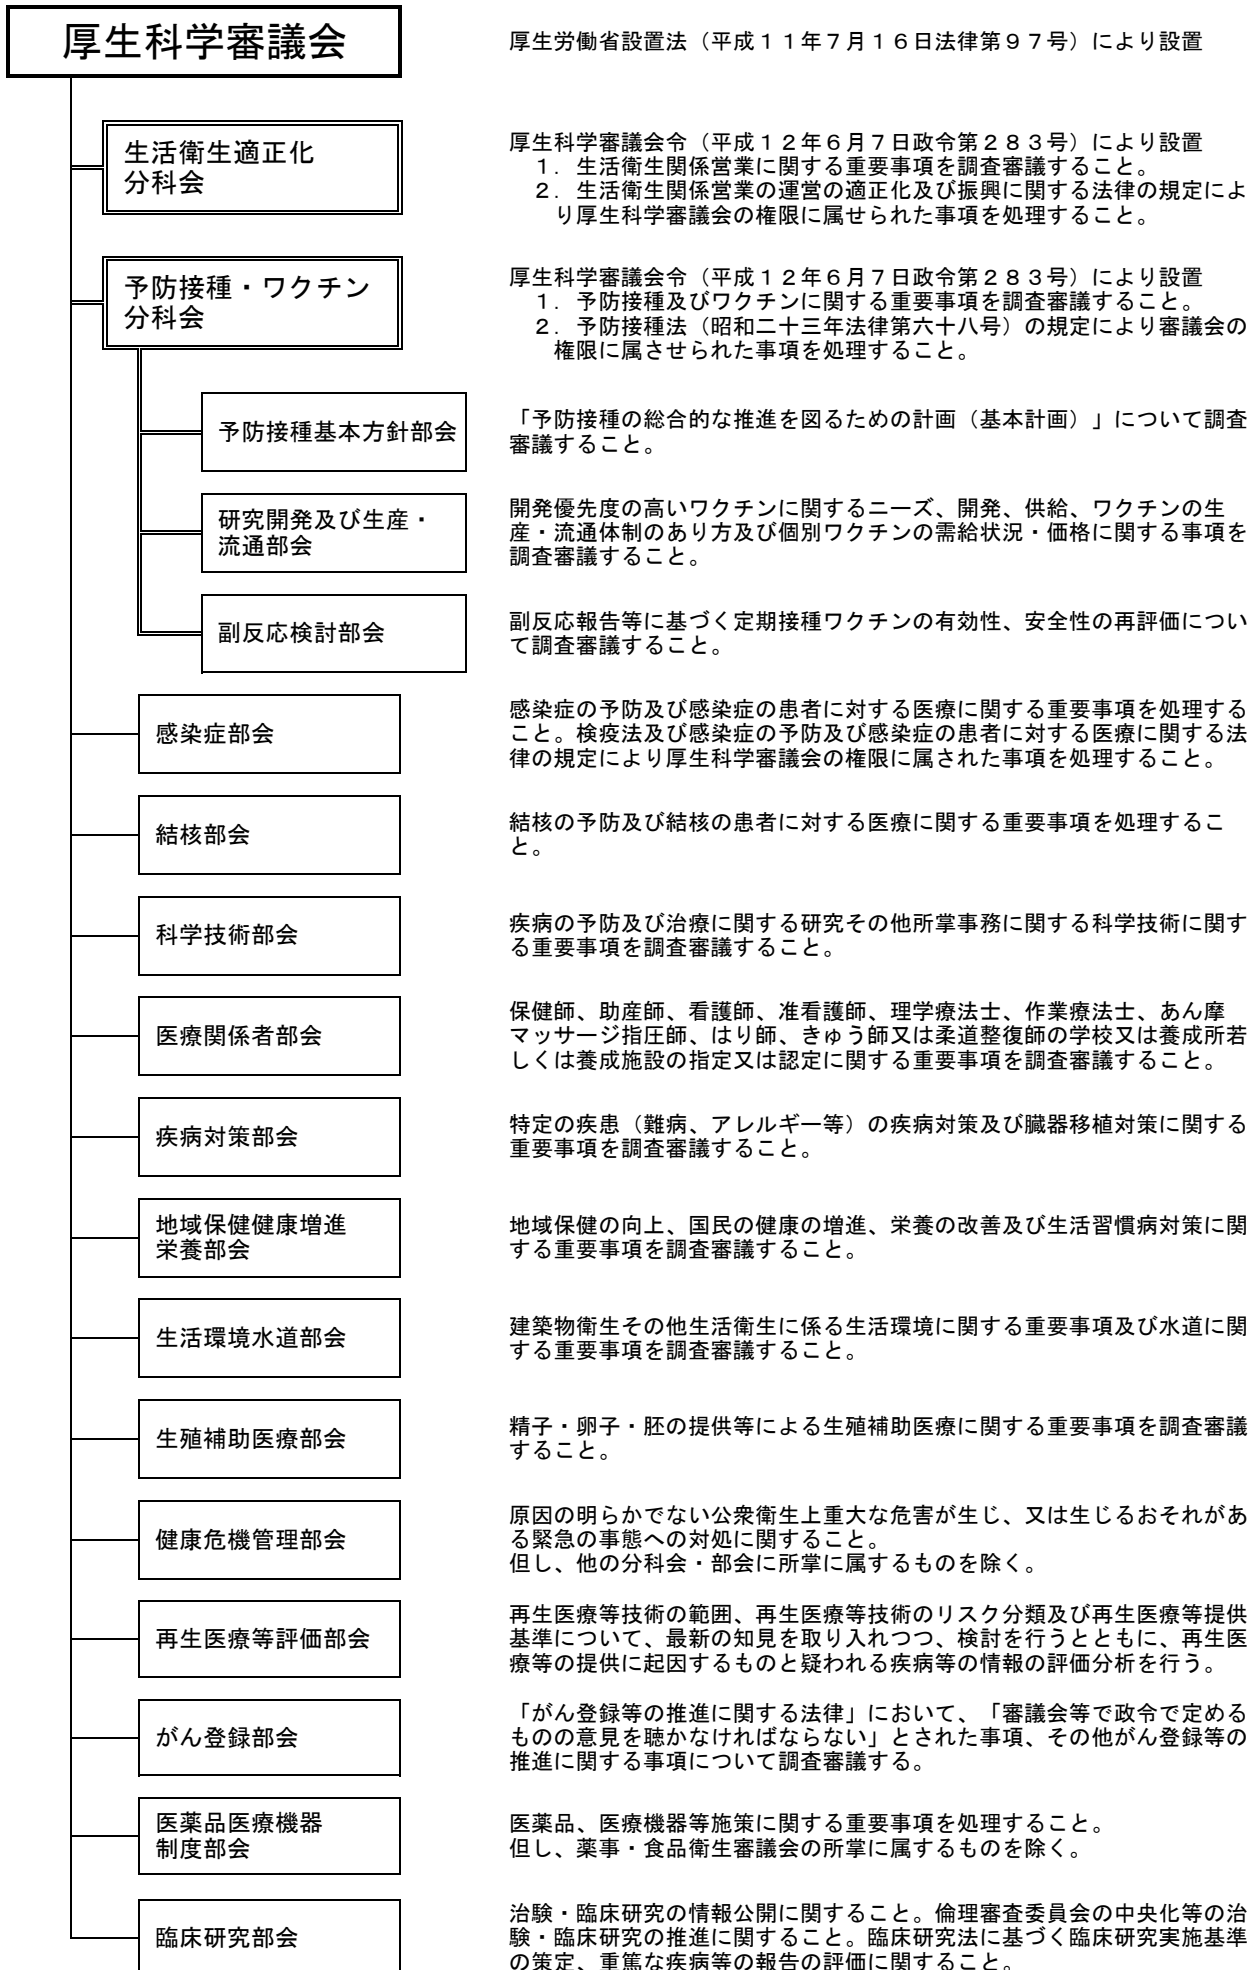 厚生科学審議会
厚生労働省設置法（平成１１年７月１６日法律第９７号）により設置
生活衛生適正化
分科会
厚生科学審議会令（平成１２年６月７日政令第２８３号）により設置
１．生活衛生関係営業に関する重要事項を調査審議すること。
２．生活衛生関係営業の運営の適正化及び振興に関する法律の規定によ
り厚生科学審議会の権限に属せられた事項を処理すること。
予防接種・ワクチン
分科会
厚生科学審議会令（平成１２年６月７日政令第２８３号）により設置
１．予防接種及びワクチンに関する重要事項を調査審議すること。
２．予防接種法（昭和二十三年法律第六十八号）の規定により審議会の
権限に属させられた事項を処理すること。
予防接種基本方針部会
「予防接種の総合的な推進を図るための計画（基本計画）」について調査
審議すること。
研究開発及び生産・
流通部会
開発優先度の高いワクチンに関するニーズ、開発、供給、ワクチンの生
産・流通体制のあり方及び個別ワクチンの需給状況・価格に関する事項を
調査審議すること。
副反応検討部会
副反応報告等に基づく定期接種ワクチンの有効性、安全性の再評価につい
て調査審議すること。
感染症部会
感染症の予防及び感染症の患者に対する医療に関する重要事項を処理する
こと。検疫法及び感染症の予防及び感染症の患者に対する医療に関する法
律の規定により厚生科学審議会の権限に属された事項を処理すること。
結核部会
結核の予防及び結核の患者に対する医療に関する重要事項を処理するこ
と。
科学技術部会
疾病の予防及び治療に関する研究その他所掌事務に関する科学技術に関す
る重要事項を調査審議すること。
医療関係者部会
保健師、助産師、看護師、准看護師、理学療法士、作業療法士、あん摩
マッサージ指圧師、はり師、きゅう師又は柔道整復師の学校又は養成所若
しくは養成施設の指定又は認定に関する重要事項を調査審議すること。
疾病対策部会
特定の疾患（難病、アレルギー等）の疾病対策及び臓器移植対策に関する
重要事項を調査審議すること。
地域保健健康増進
栄養部会
地域保健の向上、国民の健康の増進、栄養の改善及び生活習慣病対策に関
する重要事項を調査審議すること。
生活環境水道部会
建築物衛生その他生活衛生に係る生活環境に関する重要事項及び水道に関
する重要事項を調査審議すること。
生殖補助医療部会
精子・卵子・胚の提供等による生殖補助医療に関する重要事項を調査審議
すること。
健康危機管理部会
原因の明らかでない公衆衛生上重大な危害が生じ、又は生じるおそれがあ
る緊急の事態への対処に関すること。
但し、他の分科会・部会に所掌に属するものを除く。
再生医療等評価部会
再生医療等技術の範囲、再生医療等技術のリスク分類及び再生医療等提供
基準について、最新の知見を取り入れつつ、検討を行うとともに、再生医
療等の提供に起因するものと疑われる疾病等の情報の評価分析を行う。
がん登録部会
「がん登録等の推進に関する法律」において、「審議会等で政令で定める
ものの意見を聴かなければならない」とされた事項、その他がん登録等の
推進に関する事項について調査審議する。
医薬品医療機器
制度部会
医薬品、医療機器等施策に関する重要事項を処理すること。
但し、薬事・食品衛生審議会の所掌に属するものを除く。
臨床研究部会
治験・臨床研究の情報公開に関すること。倫理審査委員会の中央化等の治
験・臨床研究の推進に関すること。臨床研究法に基づく臨床研究実施基準
の策定、重篤な疾病等の報告の評価に関すること。